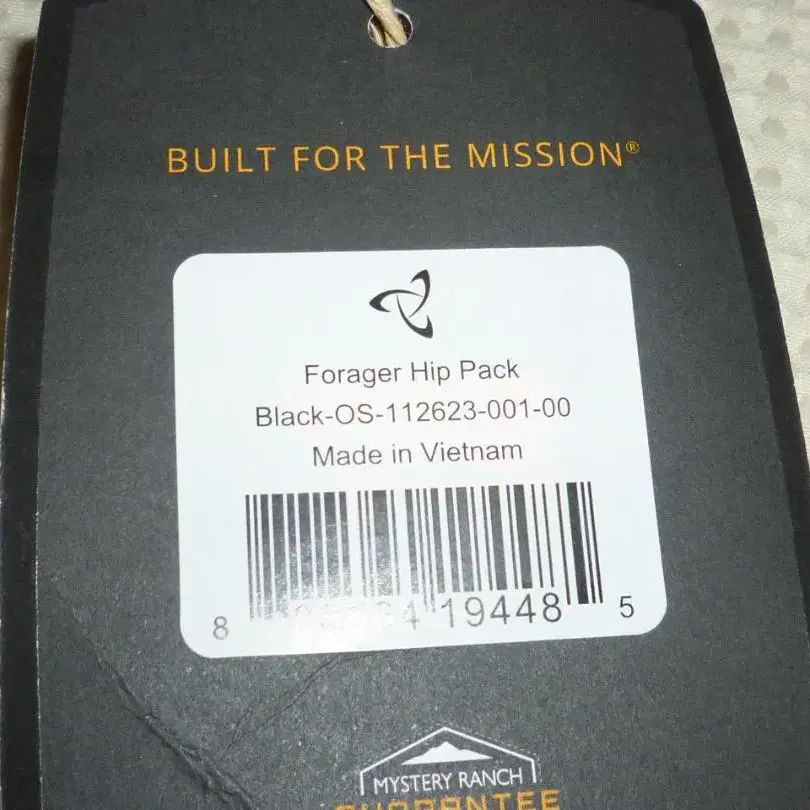 BUILT FOR THE MISSION®
Forager Hip Pack
Black-OS-112623-001-00
Made in Vietnam
8 19448 5
MYSTERY RANCH
GUARANTEE